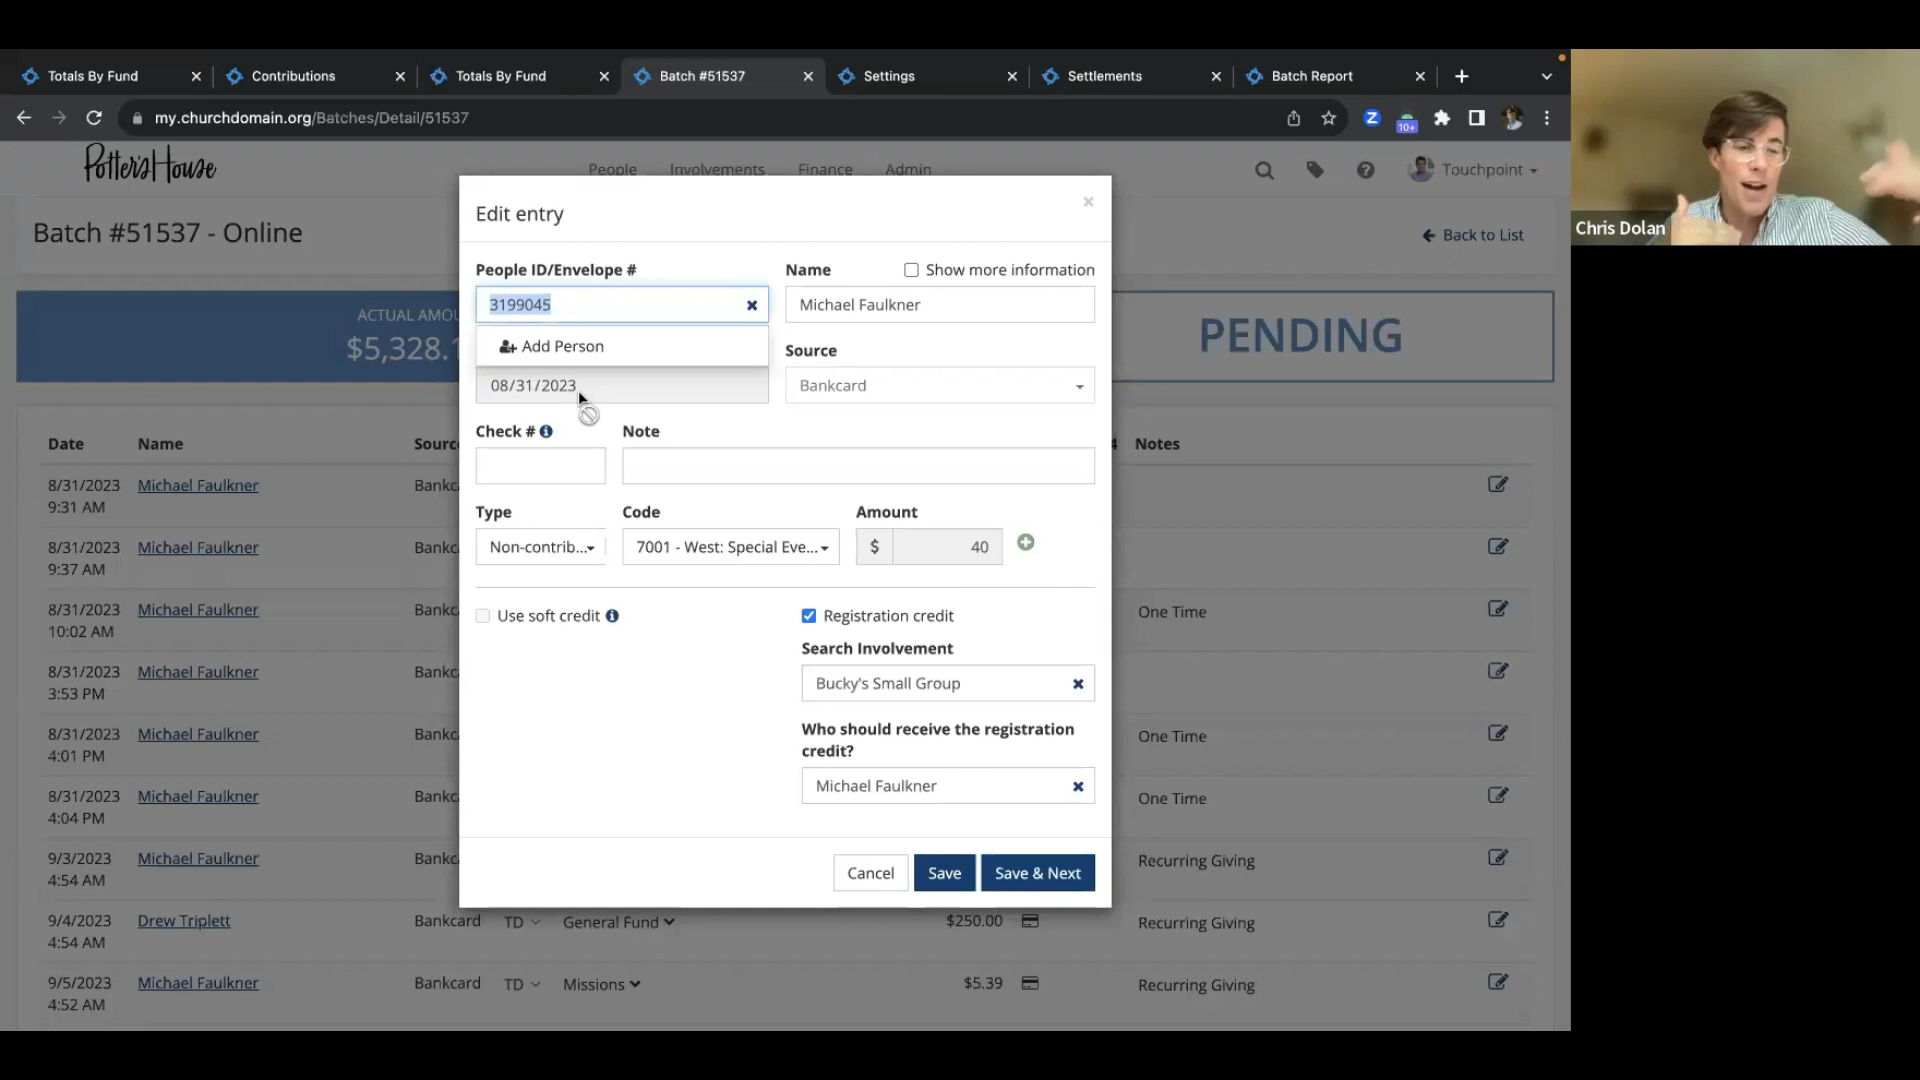 Totals By Fund
Contributions
Totals By Fund
Batch #51537
Settings
Settlements
Batch Report
my.churchdomain.org/Batches/Detail/51537
Z
10+
Potter's House
People
Involvements
Finance
Admin
Touchpoint
Chris Dolan
Batch #51537 - Online
Back to List
ACTUAL AMOU
$5,328.1
PENDING
Edit entry
People ID/Envelope #
3199045
Add Person
08/31/2023
Name
Show more information
Michael Faulkner
Source
Bankcard
Check #
Note
Type
Code
Amount
Non-contrib...
7001 - West: Special Eve...
$ 40
Use soft credit
Registration credit
Search Involvement
Bucky's Small Group
Who should receive the registration
credit?
Michael Faulkner
Cancel
Save
Save & Next
Date Name Sourc 4 Notes
8/31/2023 Michael Faulkner Bankc
9:31 AM
8/31/2023 Michael Faulkner Bankc
9:37 AM
8/31/2023 Michael Faulkner Bankc One Time
10:02 AM
8/31/2023 Michael Faulkner Bankc
3:53 PM
8/31/2023 Michael Faulkner Bankc One Time
4:01 PM
8/31/2023 Michael Faulkner Bankc One Time
4:04 PM
9/3/2023 Michael Faulkner Bankc Recurring Giving
4:54 AM
9/4/2023 Drew Triplett Bankcard TD General Fund $250.00 Recurring Giving
4:54 AM
9/5/2023 Michael Faulkner Bankcard TD Missions $5.39 Recurring Giving
4:52 AM